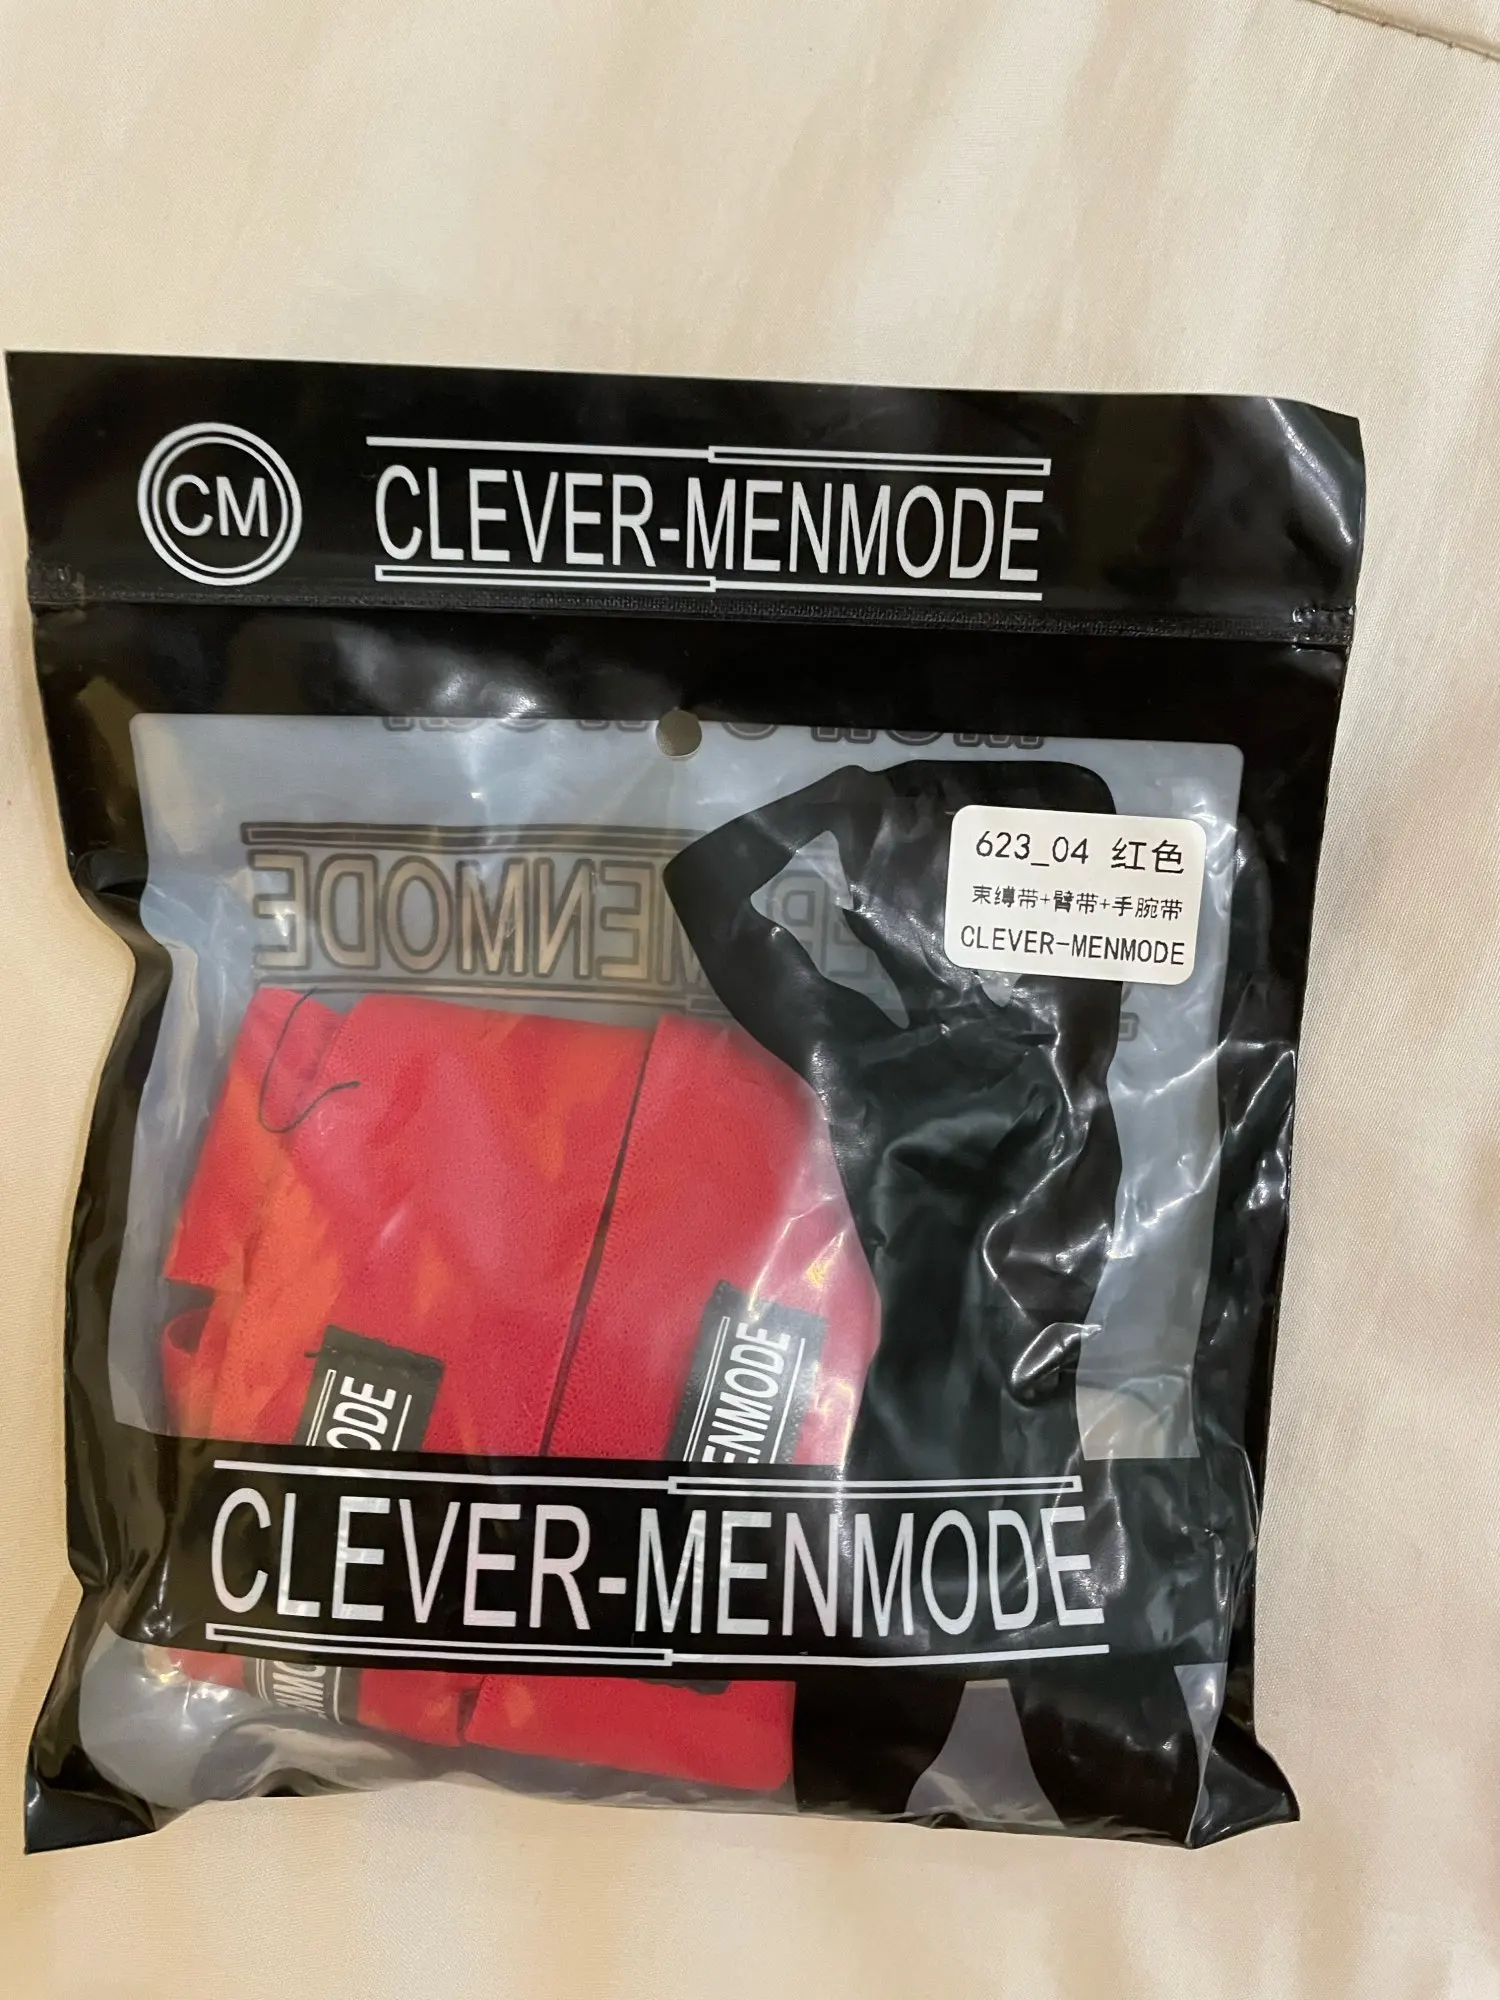 CM
CLEVER-MENMODE
CLEVER-MENMODE
623_04 红色
束缚带+臂带+手腕带
CLEVER-MENMODE
ODE
ENMODE
CLEVER-MENMODE